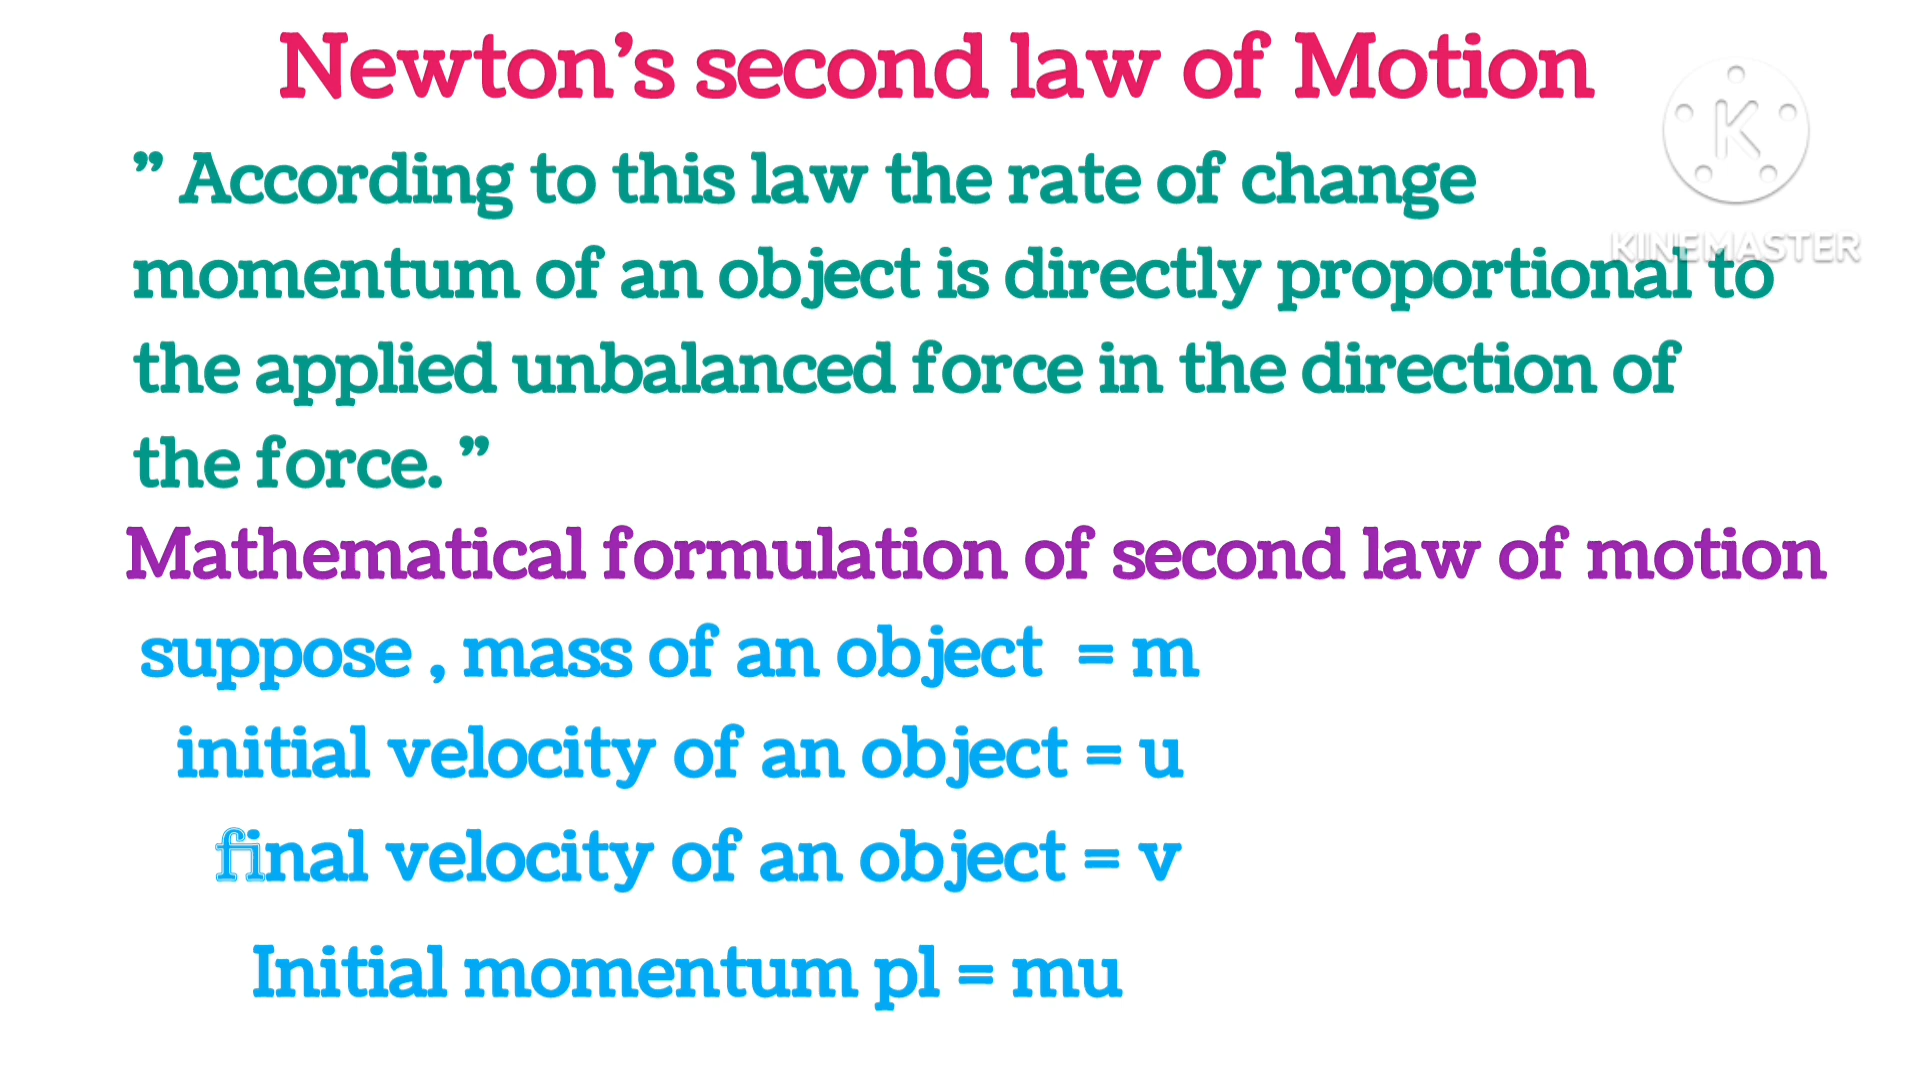 Newton’s second law of Motion
” According to this law the rate of change
momentum of an object is directly proportional to
the applied unbalanced force in the direction of
the force. ”
Mathematical formulation of second law of motion
suppose , mass of an object = m
initial velocity of an object = u
final velocity of an object = v
Initial momentum pl = mu
K
KINEMASTER